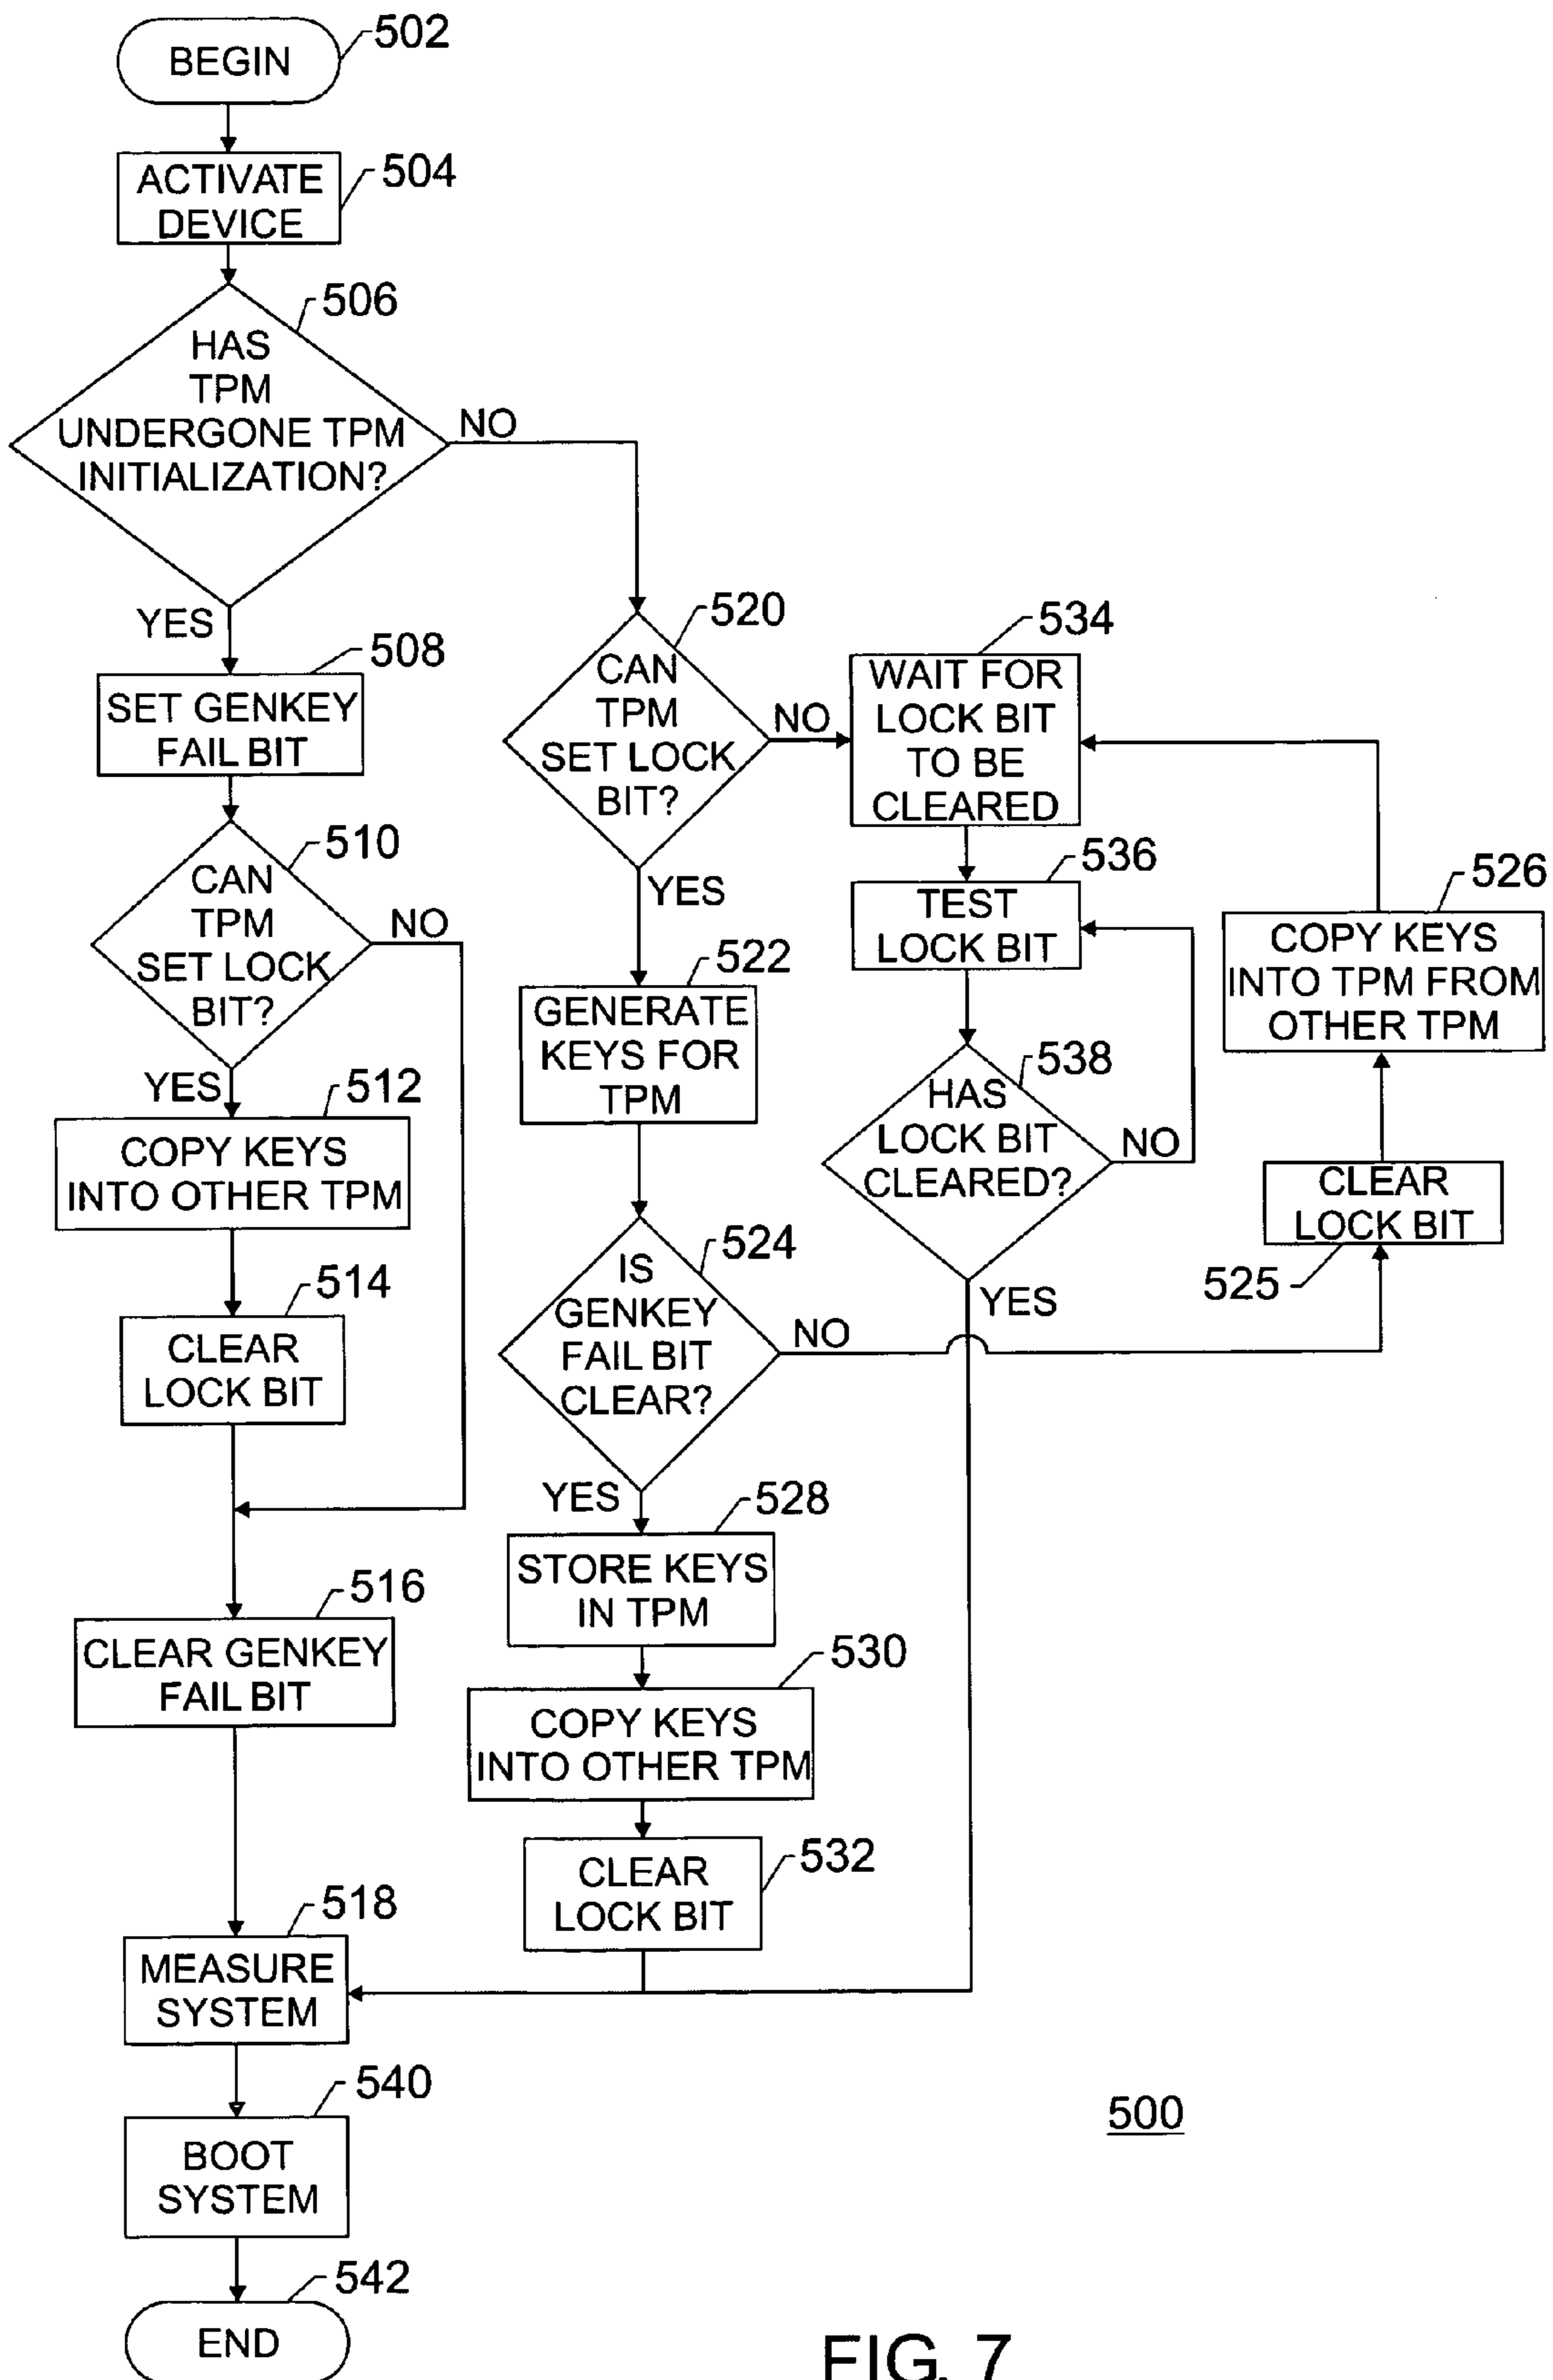 BEGIN
502
ACTIVATE
DEVICE
504
HAS
TPM
UNDERGONE TPM
INITIALIZATION?
506
NO
YES
SET GENKEY
FAIL BIT
508
CAN
TPM
SET LOCK
BIT?
510
NO
YES
COPY KEYS
INTO OTHER TPM
512
CLEAR
LOCK BIT
514
CLEAR GENKEY
FAIL BIT
516
MEASURE
SYSTEM
518
BOOT
SYSTEM
540
END
542
CAN
TPM
SET LOCK
BIT?
520
NO
YES
GENERATE
KEYS FOR
TPM
522
IS
GENKEY
FAIL BIT
CLEAR?
524
NO
YES
STORE KEYS
IN TPM
528
COPY KEYS
INTO OTHER TPM
530
CLEAR
LOCK BIT
532
WAIT FOR
LOCK BIT
TO BE
CLEARED
534
TEST
LOCK BIT
536
HAS
LOCK BIT
CLEARED?
538
NO
YES
COPY KEYS
INTO TPM FROM
OTHER TPM
526
CLEAR
LOCK BIT
525
500
FIG. 7